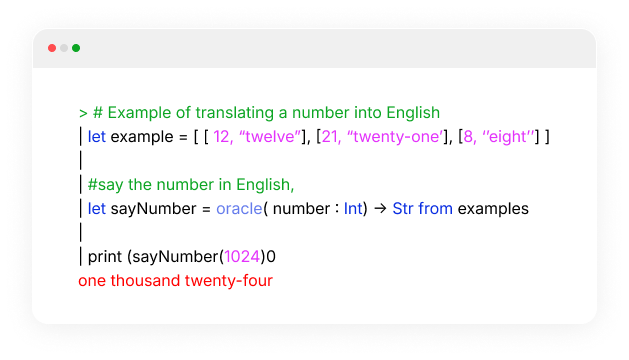 > # Example of translating a number into English
| let example = [ [ 12, “twelve”], [21, “twenty-one’], [8, ‘’eight’’] ]
|
| #say the number in English,
| let sayNumber = oracle( number : Int) → Str from examples
|
| print (sayNumber(1024)0
one thousand twenty-four